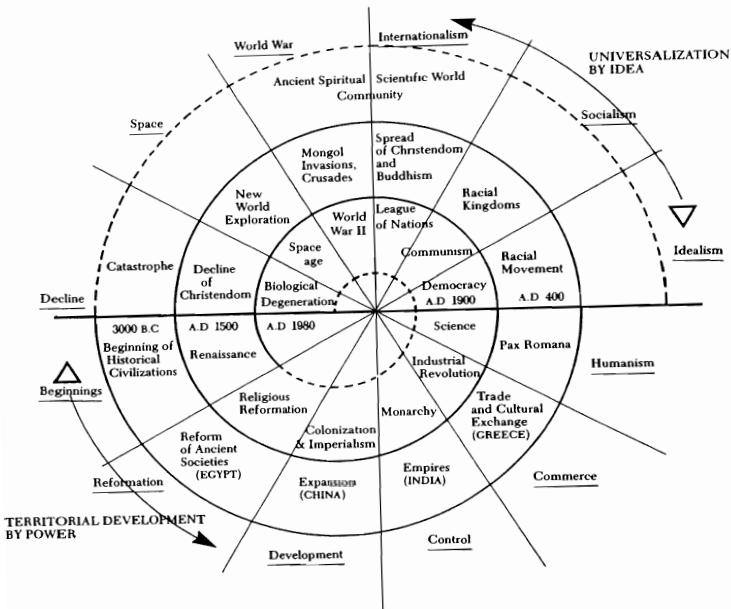 World War
Internationalism
UNIVERSALIZATION
BY IDEA
Ancient Spiritual
Scientific World
Community
Space
Socialism
Mongol
Invasions,
Crusades
Spread
of Christendom
and
Buddhism
New
World
Exploration
Racial
Kingdoms
World
War II
League
of Nations
Space
age
Communism
Catastrophe
Decline
of
Christendom
Biological
Degeneration
Democracy
A.D 1900
Racial
Movement
A.D 400
Idealism
Decline
3000 B.C
A.D 1500
A.D 1980
Science
Beginning of
Historical
Civilizations
Renaissance
Industrial
Revolution
Pax Romana
Humanism
Beginnings
Religious
Reformation
Monarchy
Trade
and Cultural
Exchange
(GREECE)
Colonization
& Imperialism
Reform
of Ancient
Societies
(EGYPT)
Expansion
(CHINA)
Empires
(INDIA)
Reformation
Commerce
TERRITORIAL DEVELOPMENT
BY POWER
Development
Control